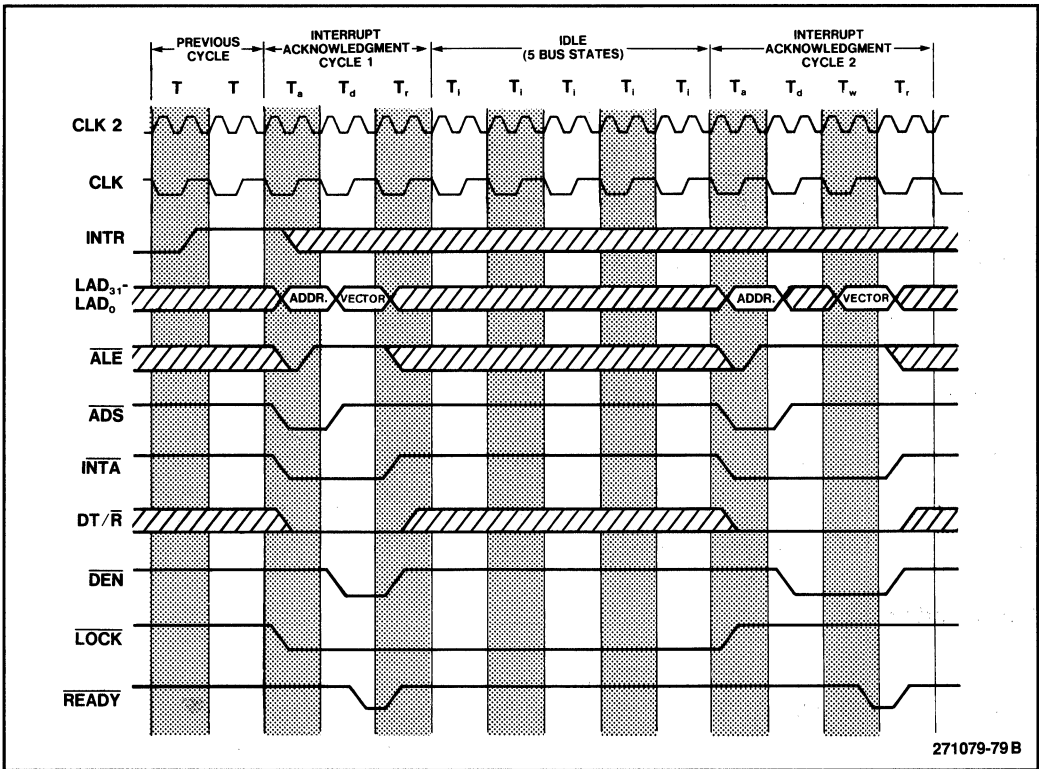 PREVIOUS CYCLE
INTERRUPT ACKNOWLEDGMENT CYCLE 1
IDLE (5 BUS STATES)
INTERRUPT ACKNOWLEDGMENT CYCLE 2
T T Ta Td Tr Ti Ti Ti Ti Ti Ta Td Tw Tr
CLK 2
CLK
INTR
LAD31-
LAD0
ADDR. VECTOR ADDR. VECTOR
ALE
ADS
INTA
DT/R
DEN
LOCK
READY
271079-79B